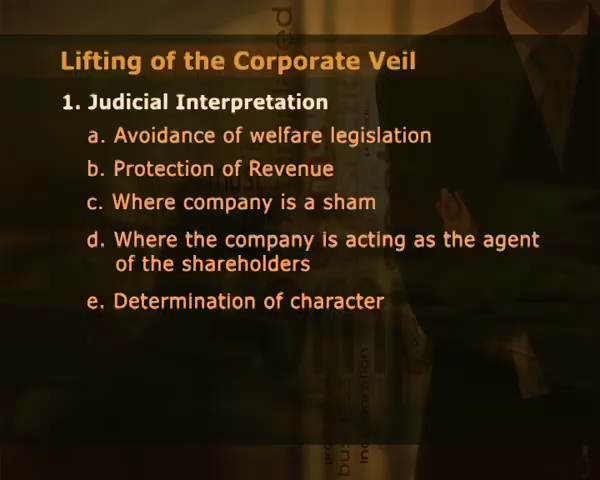 Lifting of the Corporate Veil
1. Judicial Interpretation
a. Avoidance of welfare legislation
b. Protection of Revenue
c. Where company is a sham
d. Where the company is acting as the agent
of the shareholders
e. Determination of character